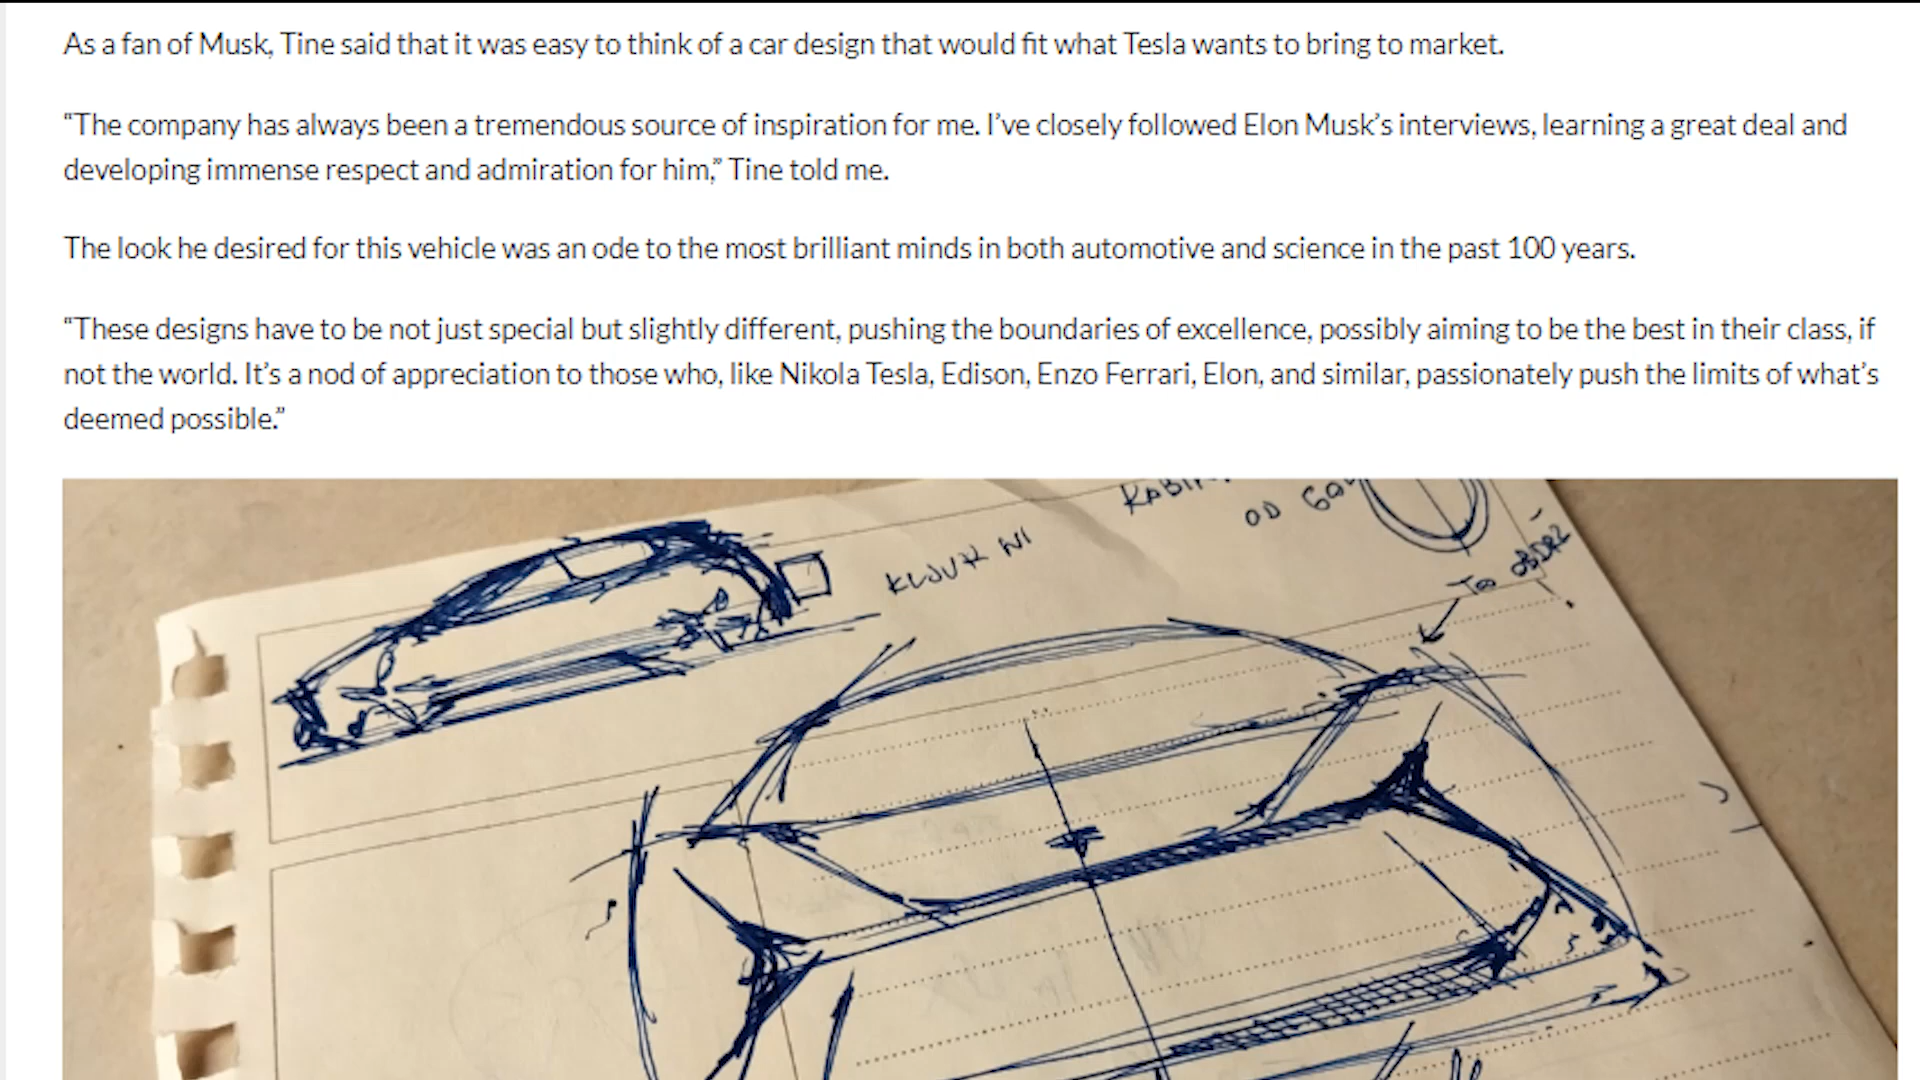 As a fan of Musk, Tine said that it was easy to think of a car design that would fit what Tesla wants to bring to market.
"The company has always been a tremendous source of inspiration for me. I've closely followed Elon Musk's interviews, learning a great deal and
developing immense respect and admiration for him," Tine told me.
The look he desired for this vehicle was an ode to the most brilliant minds in both automotive and science in the past 100 years.
"These designs have to be not just special but slightly different, pushing the boundaries of excellence, possibly aiming to be the best in their class, if
not the world. It's a nod of appreciation to those who, like Nikola Tesla, Edison, Enzo Ferrari, Elon, and similar, passionately push the limits of what's
deemed possible."
OD